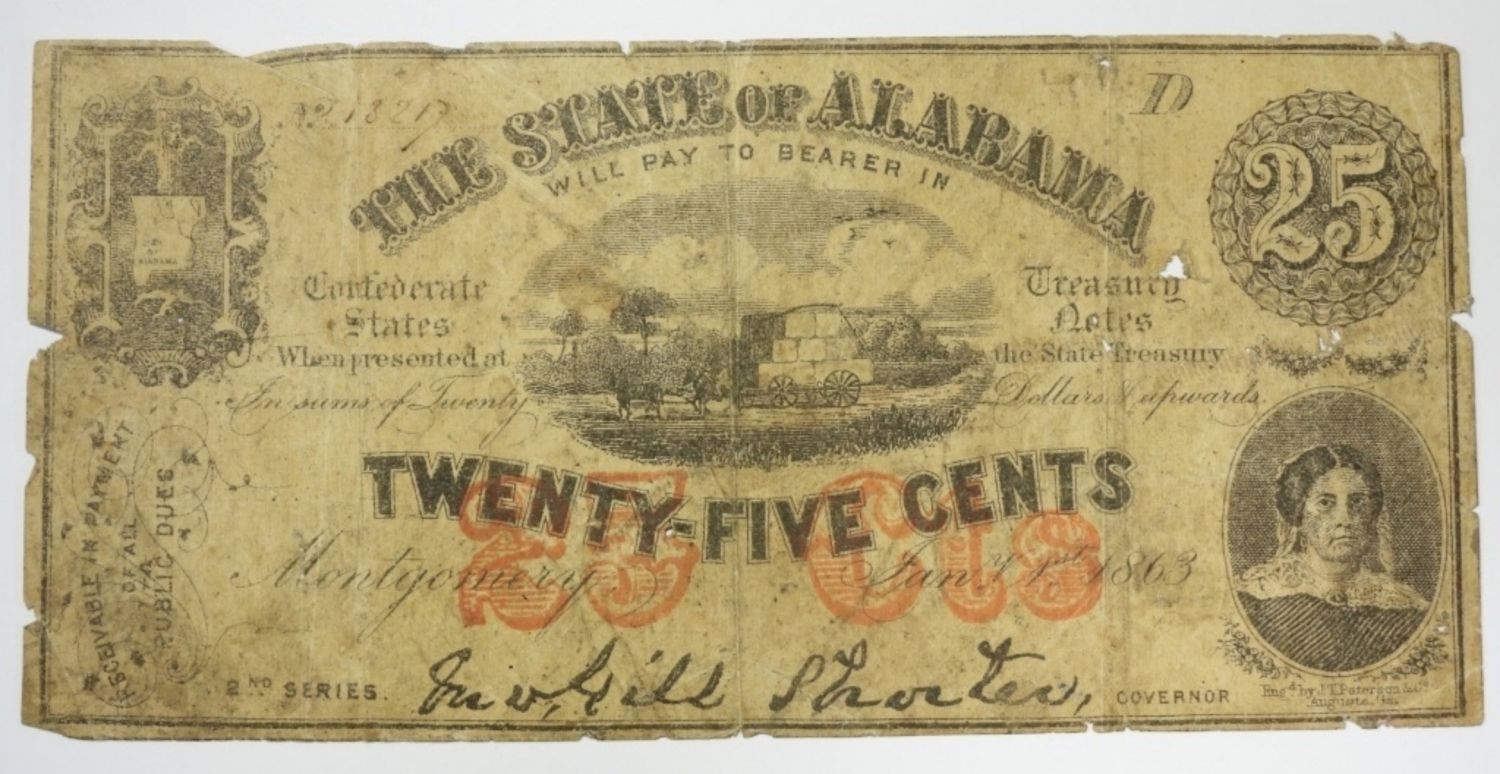 No. 18217
D
THE STATE OF ALABAMA
WILL PAY TO BEARER IN
25
ALABAMA
Confederate States
Treasury Notes
When presented at
the State Treasury
In sums of Twenty
Dollars & upwards.
TWENTY-FIVE CENTS
25 Cts
Montgomery
Jany 1st 1863
RECEIVABLE IN PAYMENT
OF ALL
PUBLIC DUES
2ND SERIES.
Jno, Gill Shorter,
GOVERNOR
Engd by J.T. Paterson & Co
Augusta, Ga.